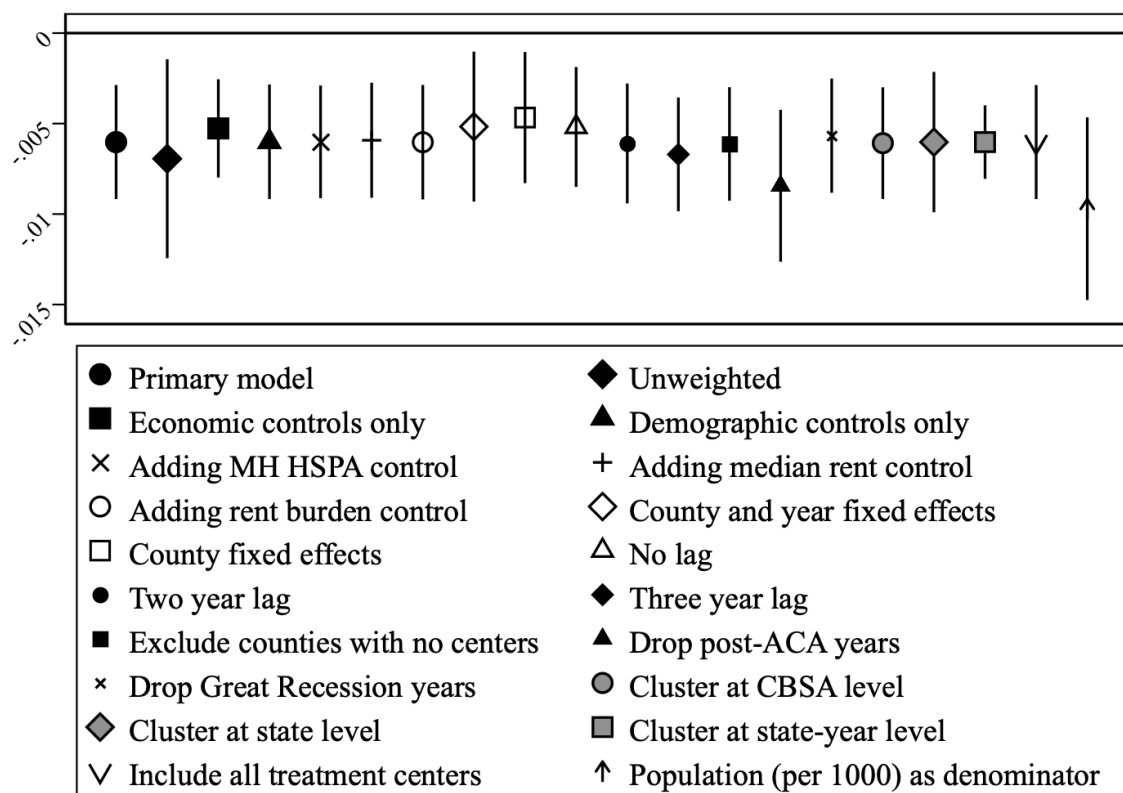 0
-.005
-.01
-.015
Primary model
Unweighted
Economic controls only
Demographic controls only
Adding MH HSPA control
Adding median rent control
Adding rent burden control
County and year fixed effects
County fixed effects
No lag
Two year lag
Three year lag
Exclude counties with no centers
Drop post-ACA years
Drop Great Recession years
Cluster at CBSA level
Cluster at state level
Cluster at state-year level
Include all treatment centers
Population (per 1000) as denominator